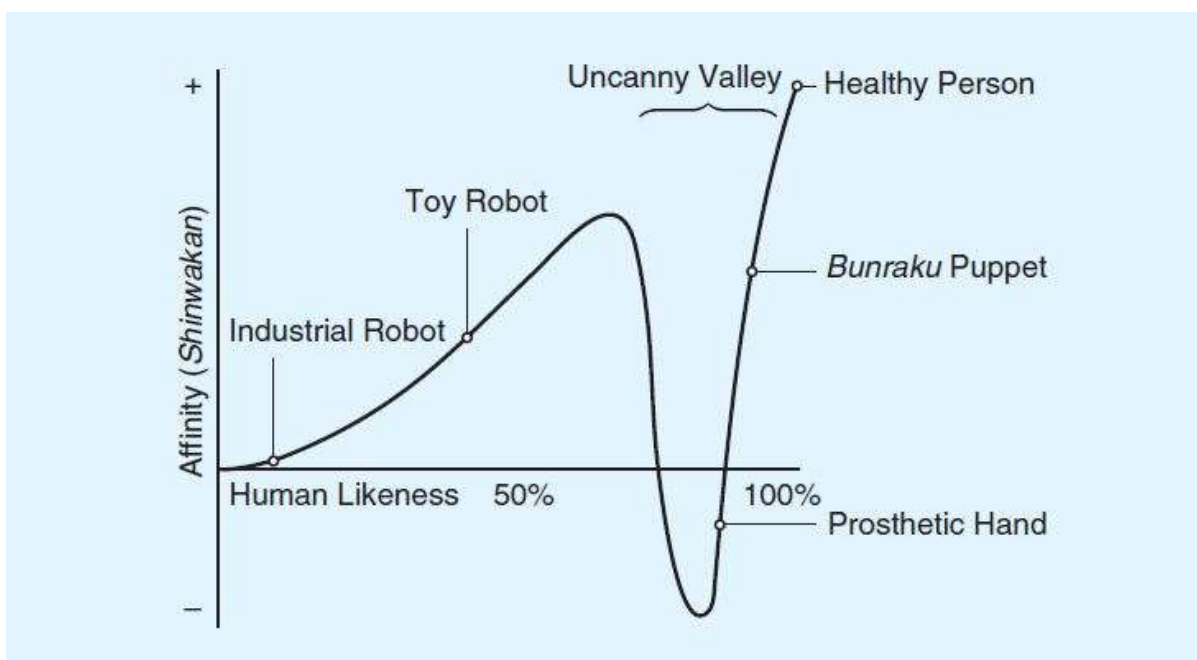 +
Uncanny Valley
Healthy Person
Toy Robot
Affinity (Shinwakan)
Bunraku Puppet
Industrial Robot
Human Likeness 50% 100%
Prosthetic Hand
–